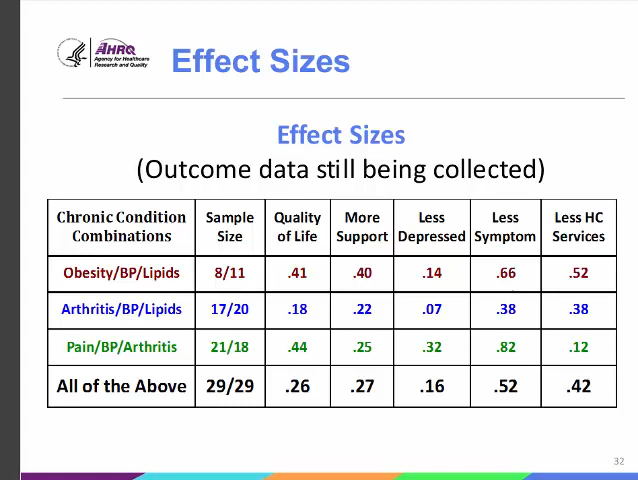 AHRQ
Agency for Healthcare
Research and Quality
Effect Sizes
Effect Sizes
(Outcome data still being collected)
Chronic Condition Combinations Sample Size Quality of Life More Support Less Depressed Less Symptom Less HC Services
Obesity/BP/Lipids 8/11 .41 .40 .14 .66 .52
Arthritis/BP/Lipids 17/20 .18 .22 .07 .38 .38
Pain/BP/Arthritis 21/18 .44 .25 .32 .82 .12
All of the Above 29/29 .26 .27 .16 .52 .42
32